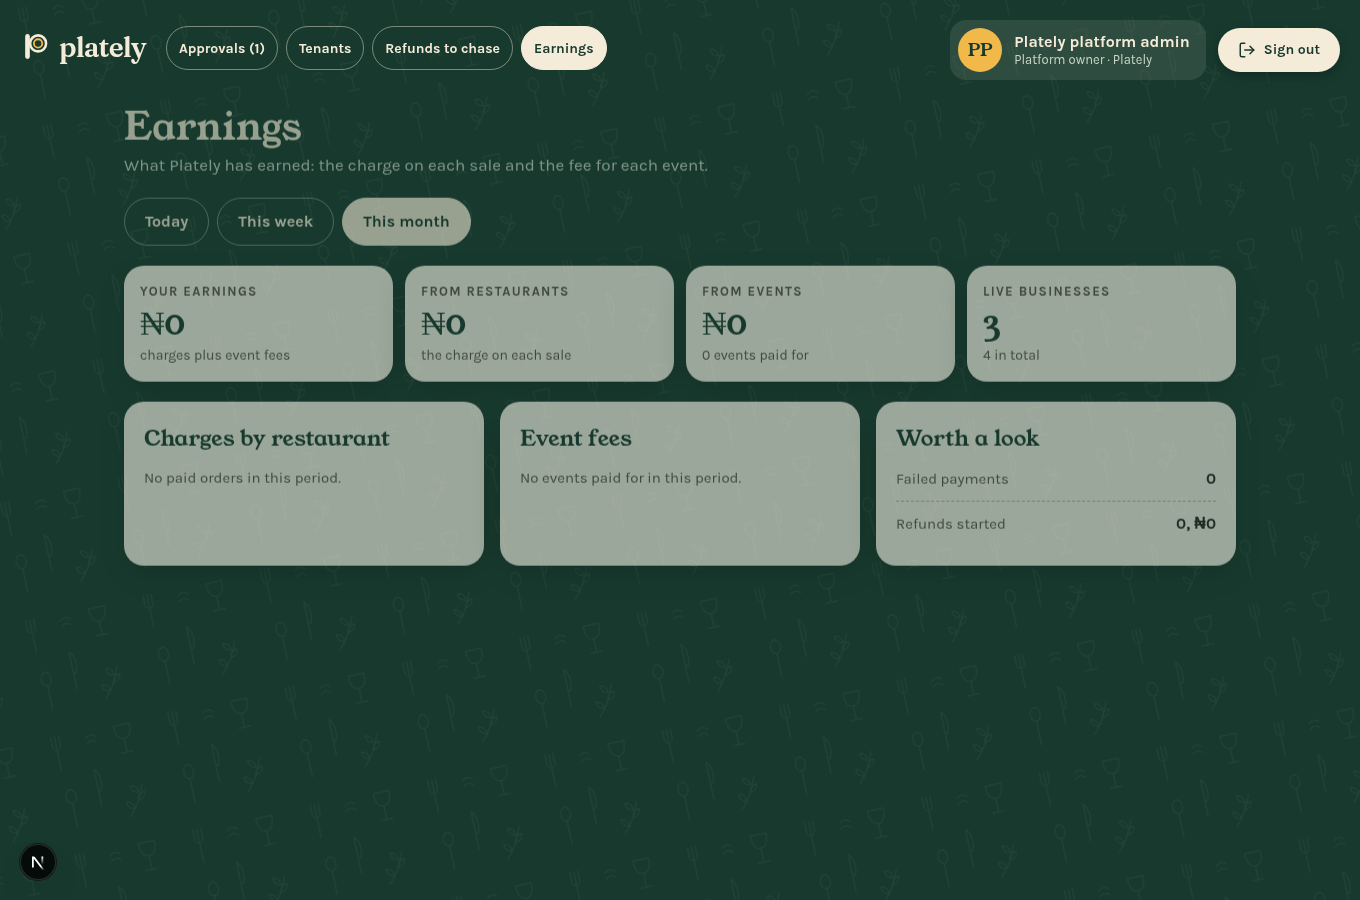 plately
Approvals (1)
Tenants
Refunds to chase
Earnings
PP
Plately platform admin
Platform owner · Plately
Sign out
Earnings
What Plately has earned: the charge on each sale and the fee for each event.
Today
This week
This month
YOUR EARNINGS
₦0
charges plus event fees
FROM RESTAURANTS
₦0
the charge on each sale
FROM EVENTS
₦0
0 events paid for
LIVE BUSINESSES
3
4 in total
Charges by restaurant
No paid orders in this period.
Event fees
No events paid for in this period.
Worth a look
Failed payments 0
Refunds started 0, ₦0
N